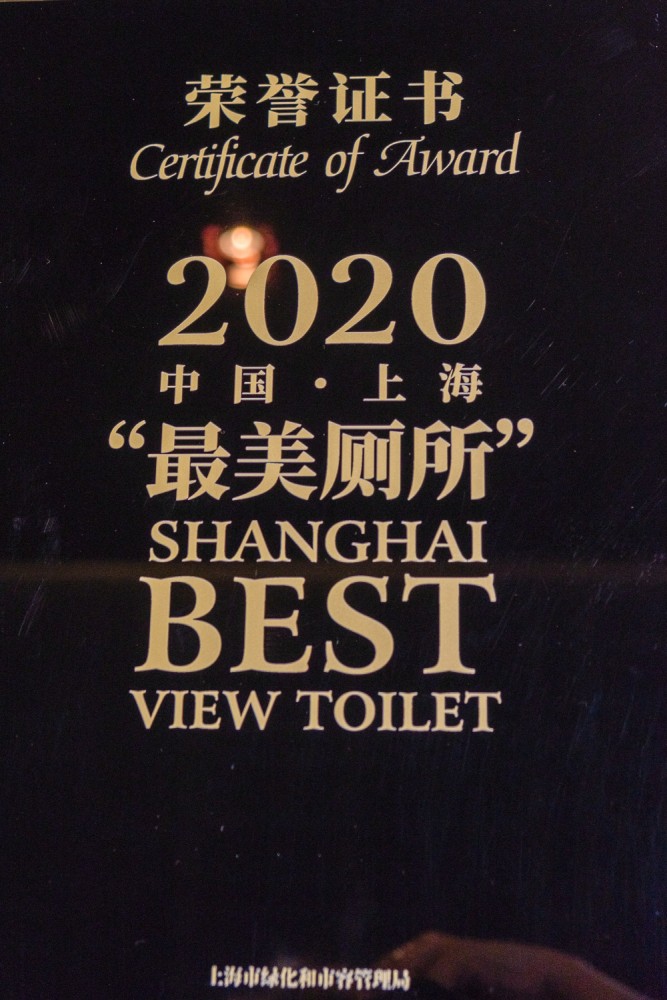 荣誉证书
Certificate of Award
2020
中国·上海
“最美厕所”
SHANGHAI
BEST
VIEW TOILET
上海市绿化和市容管理局